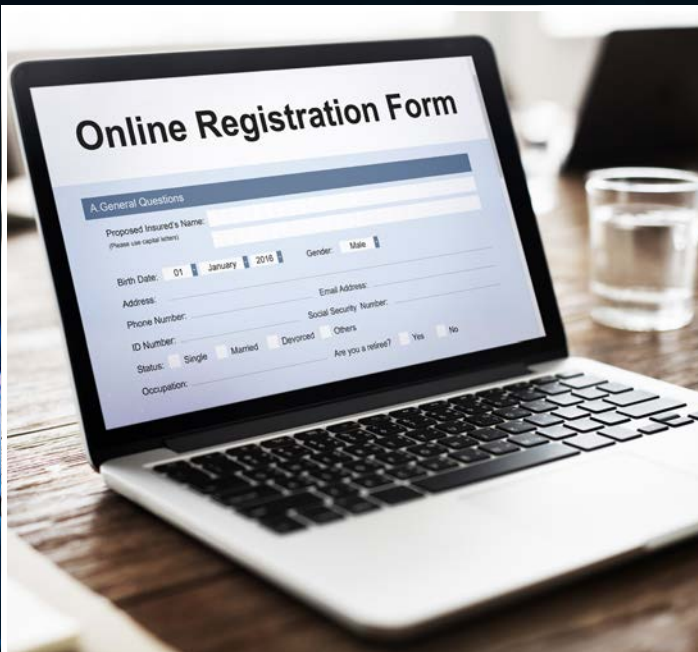 Online Registration Form
A.General Questions
Proposed Insured's Name:
(Please use capital letters)
Birth Date: 01 January 2016 Gender: Male
Address:
Phone Number: Email Address:
ID Number: Social Security Number:
Status: Single Married Devorced Others
Occupation: Are you a retiree? Yes No